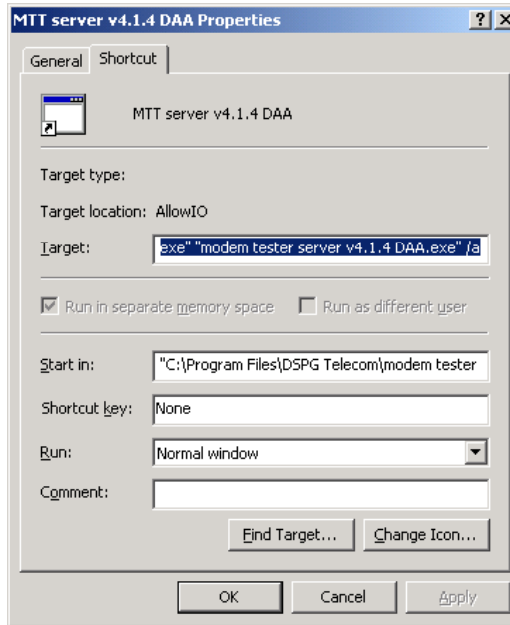 MTT server v4.1.4 DAA Properties
General Shortcut
MTT server v4.1.4 DAA
Target type:
Target location: AllowIO
Target: exe" "modem tester server v4.1.4 DAA.exe" /a
Run in separate memory space Run as different user
Start in: "C:\Program Files\DSPG Telecom\modem tester
Shortcut key: None
Run: Normal window
Comment:
Find Target... Change Icon...
OK Cancel Apply